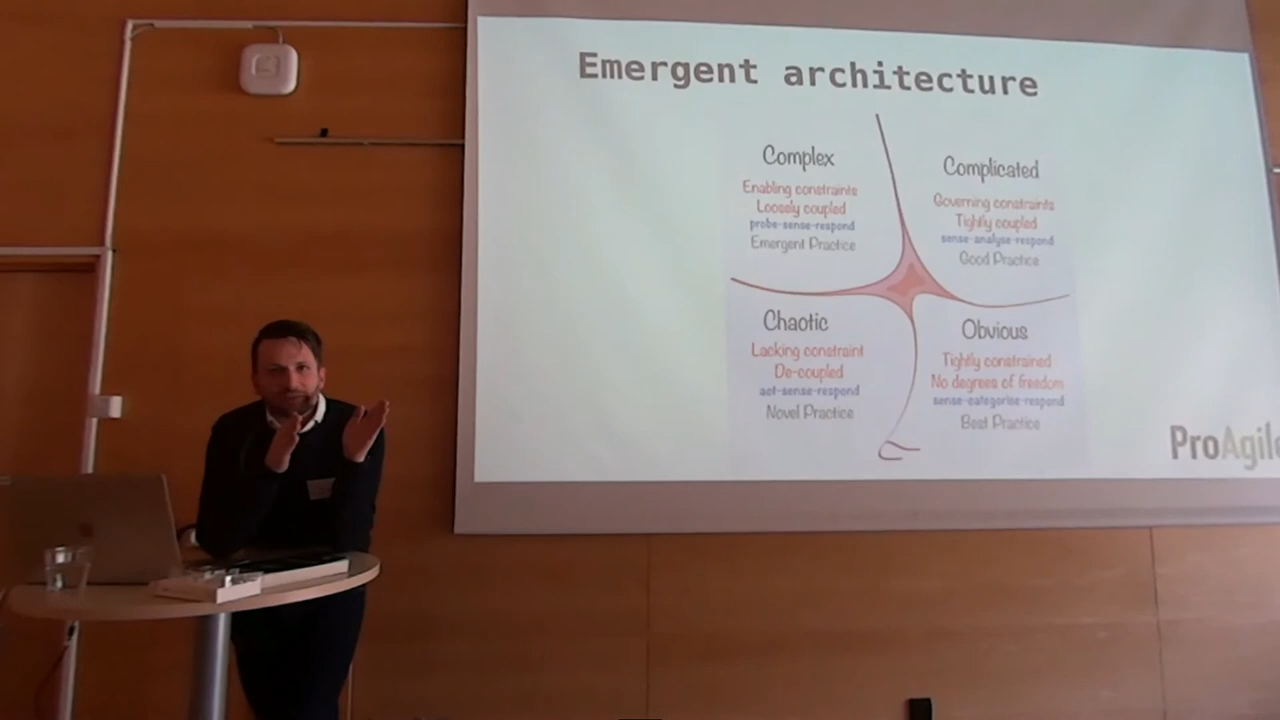 Emergent architecture
Complex
Enabling constraints
Loosely coupled
probe-sense-respond
Emergent Practice
Complicated
Governing constraints
Tightly coupled
sense-analyse-respond
Good Practice
Chaotic
Lacking constraint
De-coupled
act-sense-respond
Novel Practice
Obvious
Tightly constrained
No degrees of freedom
sense-categorise-respond
Best Practice
ProAgile